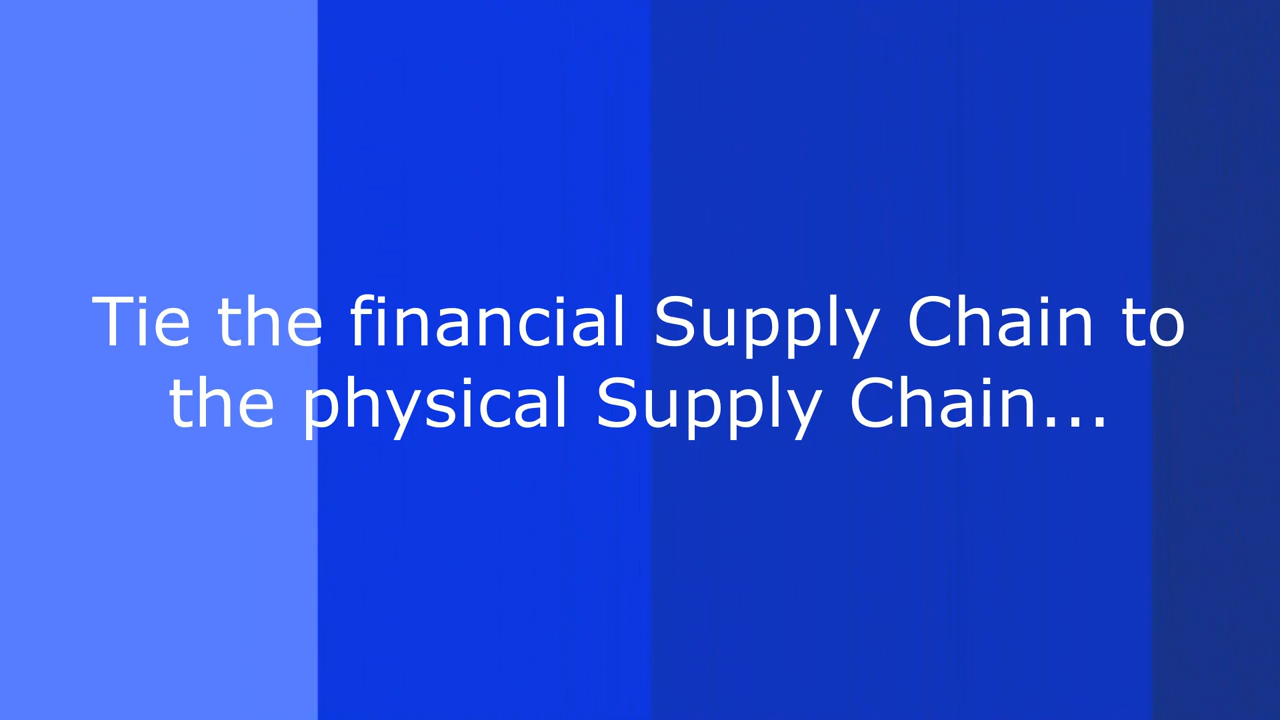 Tie the financial Supply Chain to
the physical Supply Chain...